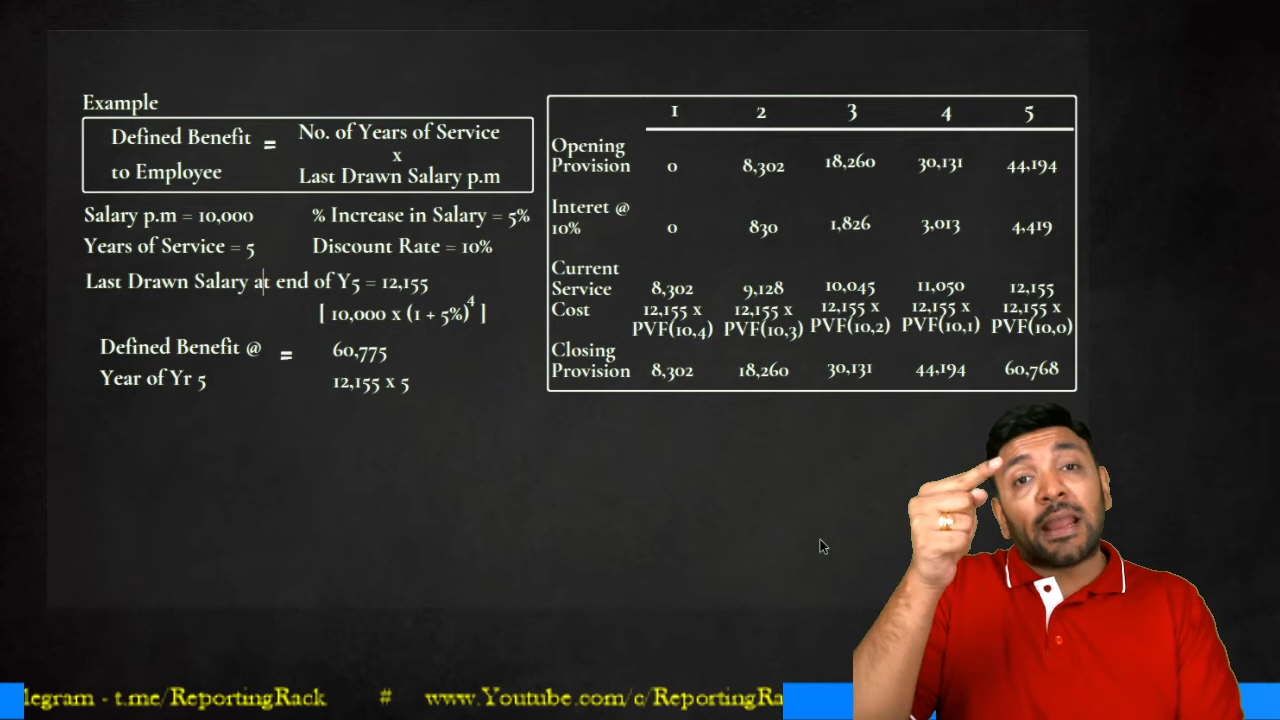 Example
Defined Benefit to Employee = No. of Years of Service x Last Drawn Salary p.m
Salary p.m = 10,000 % Increase in Salary = 5%
Years of Service = 5 Discount Rate = 10%
Last Drawn Salary at end of Y5 = 12,155
[ 10,000 x (1 + 5%)^4 ]
Defined Benefit @ Year of Yr 5 = 60,775
12,155 x 5
1 2 3 4 5
Opening Provision 0 8,302 18,260 30,131 44,194
Interet @ 10% 0 830 1,826 3,013 4,419
Current Service Cost 8,302 9,128 10,045 11,050 12,155
12,155 x PVF(10,4) 12,155 x PVF(10,3) 12,155 x PVF(10,2) 12,155 x PVF(10,1) 12,155 x PVF(10,0)
Closing Provision 8,302 18,260 30,131 44,194 60,768
legram - t.me/ReportingRack # www.Youtube.com/c/ReportingRa